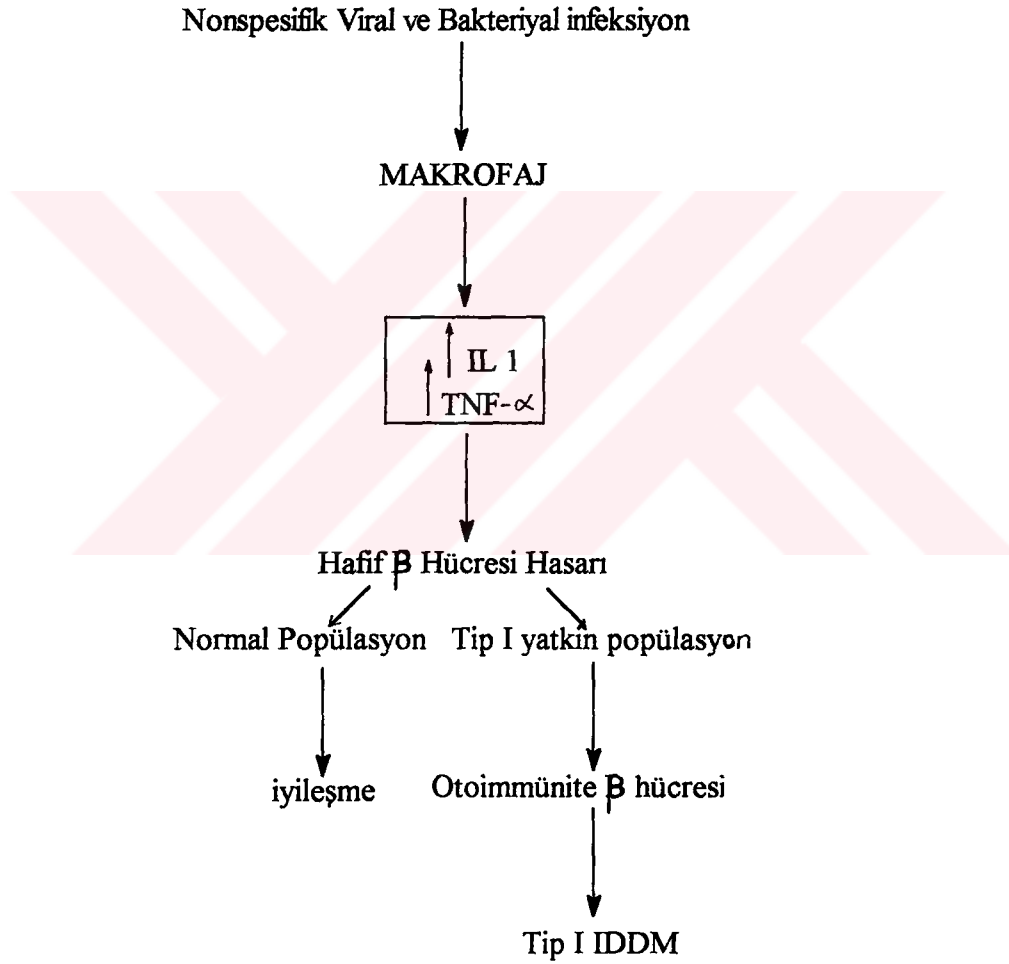 Nonspesifik Viral ve Bakteriyal infeksiyon
MAKROFAJ
IL 1
TNF-α
Hafif β Hücresi Hasarı
Normal Popülasyon Tip I yatkin popülasyon
iyileşme Otoimmünite β hücresi
Tip I IDDM